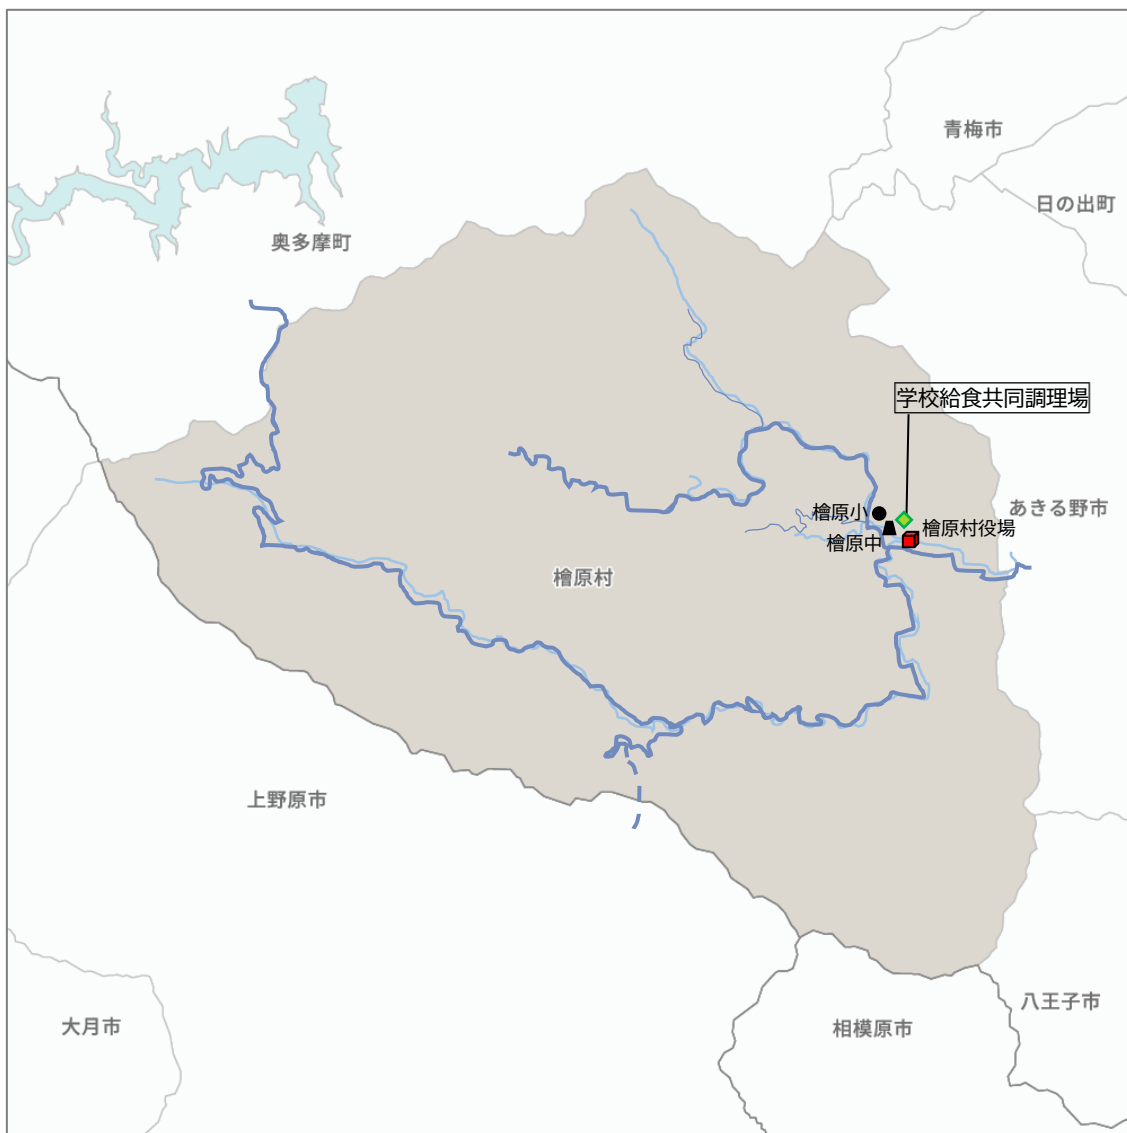 青梅市
日の出町
奥多摩町
学校給食共同調理場
あきる野市
檜原小
檜原村役場
檜原中
檜原村
上野原市
八王子市
大月市
相模原市